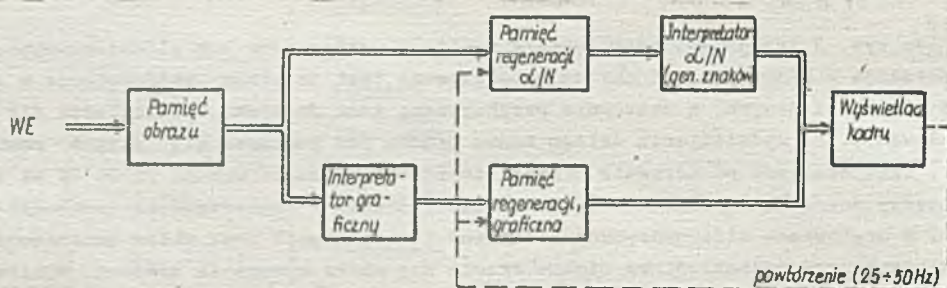 WE
Pamięć
obrazu
Interpreta-
tor gra-
ficzny
Pamięć
regeneracji
α/N
Interpretator
α/N
(gen. znaków
Pamięć
regeneracji,
graficzna
Wyświetlacz
kadru
powtórzenie (25÷50Hz)